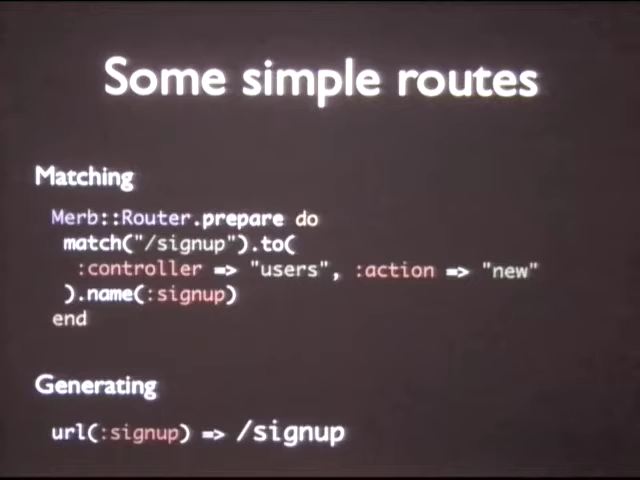 Some simple routes
Matching
Merb::Router.prepare do
match("/signup").to(
:controller => "users", :action => "new"
).name(:signup)
end
Generating
url(:signup) => /signup